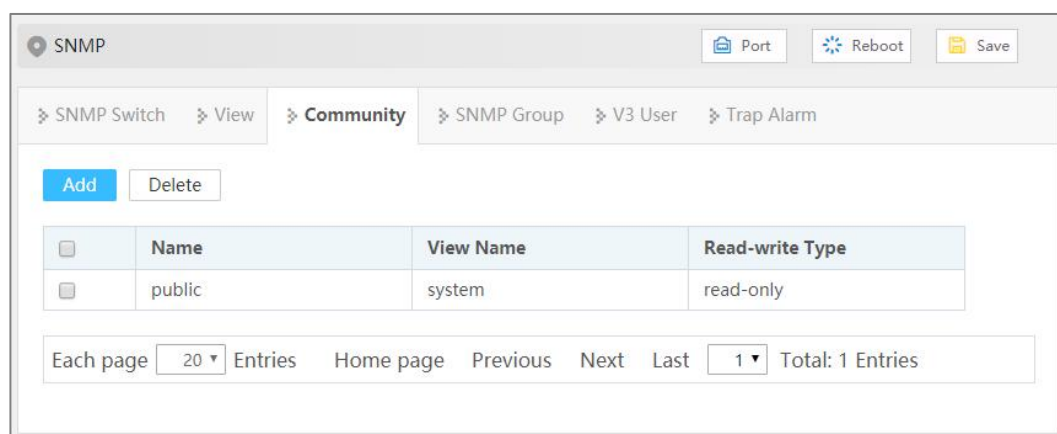 SNMP Port Reboot Save
SNMP Switch View Community SNMP Group V3 User Trap Alarm
Add Delete
Name View Name Read-write Type
public system read-only
Each page 20 Entries Home page Previous Next Last 1 Total: 1 Entries